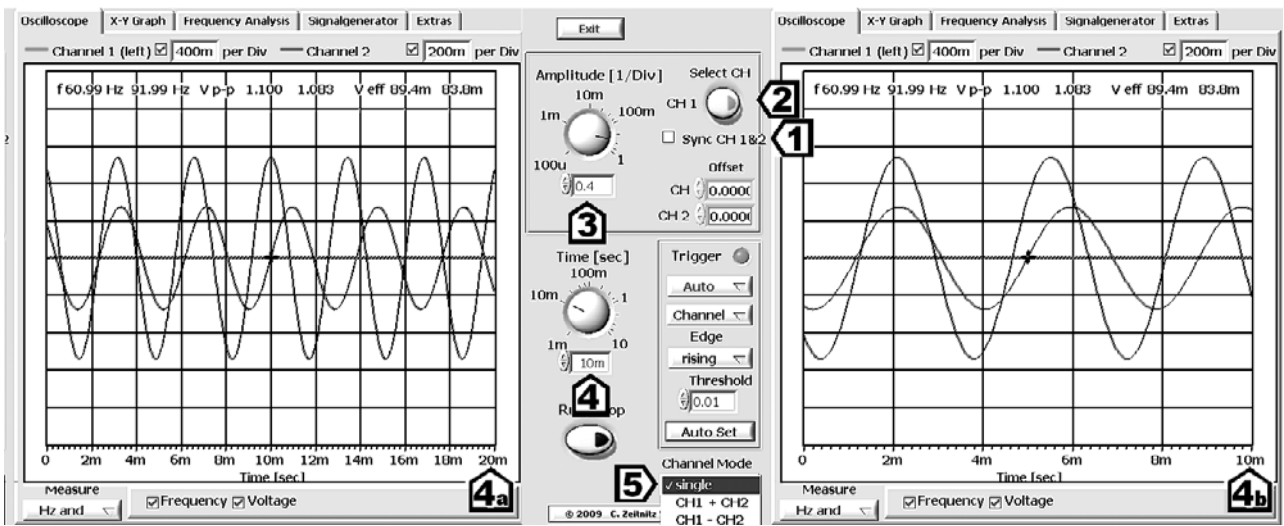 Oscilloscope X-Y Graph Frequency Analysis Signalgenerator Extras
Channel 1 (left) 400m per Div Channel 2 200m per Div
f 60.99 Hz 91.99 Hz V p-p 1.100 1.083 V eff 89.4m 83.8m
0 2m 4m 6m 8m 10m 12m 14m 16m 18m 20m
Time [sec]
4a
Measure
Hz and
Frequency Voltage
Exit
Amplitude [1/Div]
10m
1m
100m
100u
1
0.4
3
Select CH
CH 1
2
Sync CH 1&2
1
Offset
CH 0.000
CH 2 0.000
Time [sec]
100m
10m
.1
1m
10
10m
4
Trigger
Auto
Channel
Edge
rising
Threshold
0.01
Auto Set
Channel Mode
5
single
CH1 + CH2
CH1 - CH2
© 2009 C. Zeitnitz
Oscilloscope X-Y Graph Frequency Analysis Signalgenerator Extras
Channel 1 (left) 400m per Div Channel 2 200m per Div
f 60.99 Hz 91.99 Hz V p-p 1.100 1.083 V eff 89.4m 83.8m
0 2m 4m 6m 8m 10m
Time [sec]
4b
Measure
Hz and
Frequency Voltage